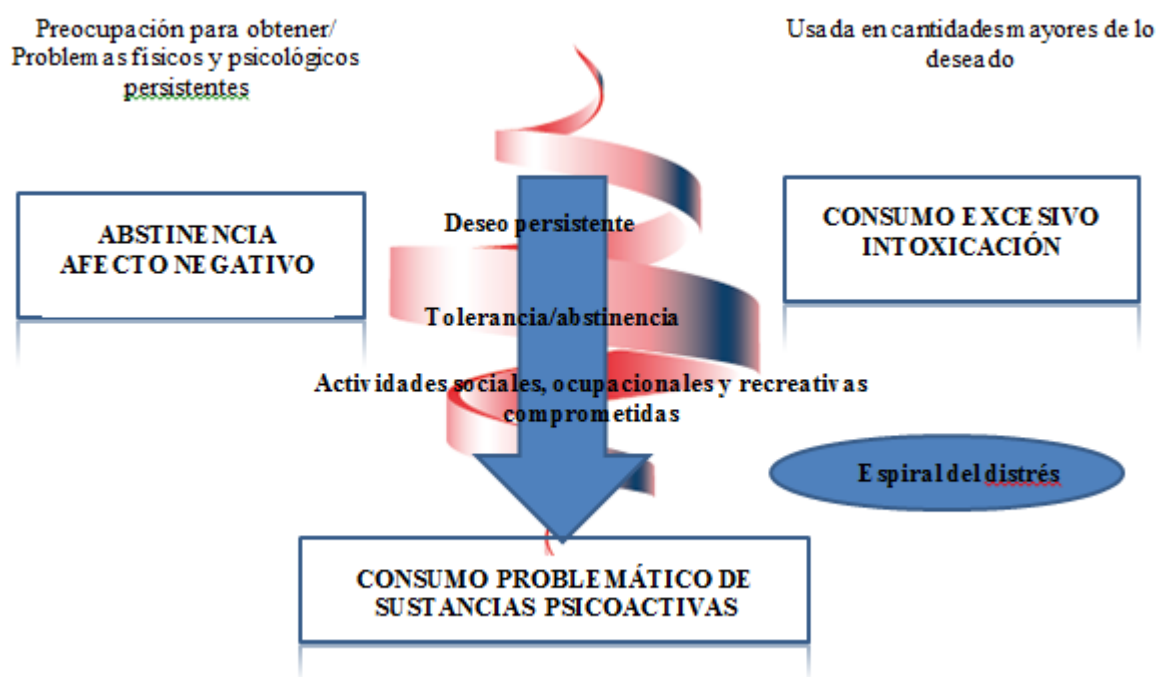 Preocupación para obtener/
Problemas físicos y psicológicos
persistentes
Usada en cantidades mayores de lo
deseado
ABSTINENCIA
AFECTO NEGATIVO
Deseo persistente
CONSUMO EXCESIVO
INTOXICACIÓN
Tolerancia/abstinencia
Actividades sociales, ocupacionales y recreativas
comprometidas
Espiral del distrés
CONSUMO PROBLEMÁTICO DE
SUSTANCIAS PSICOACTIVAS